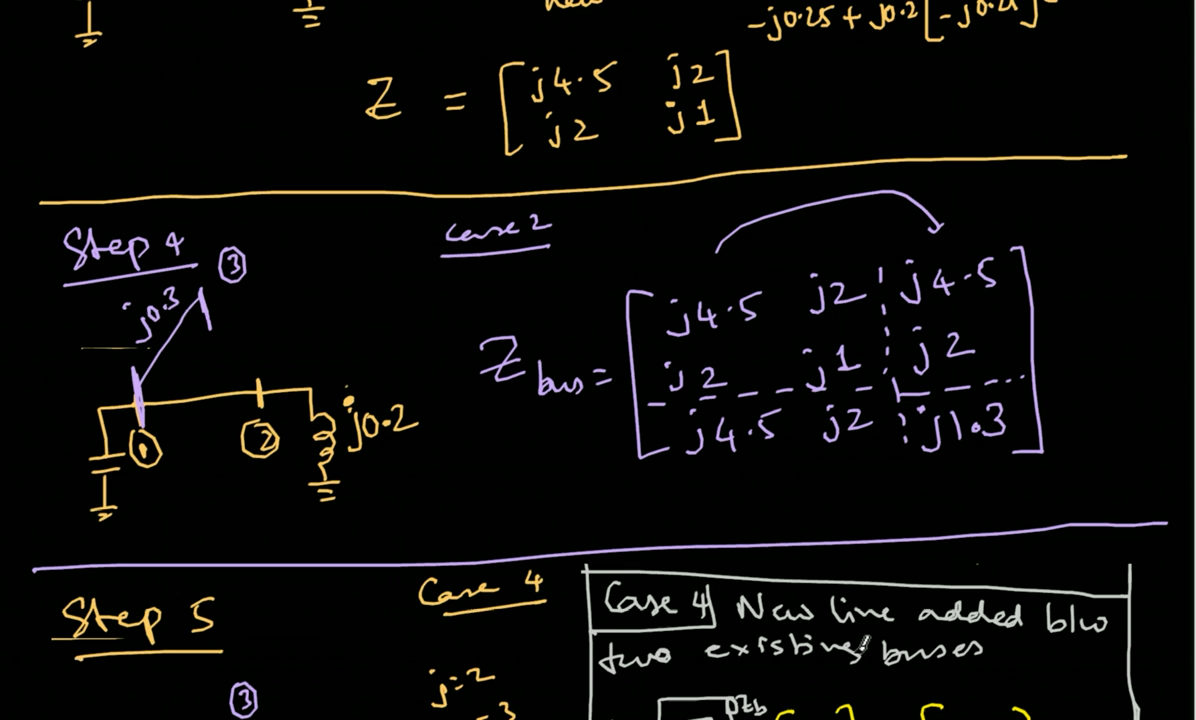 -j0.25 + j0.2
Z = [ j4.5 j2
j2 j1 ]
Step 4
Case 2
3
j0.3
1
2
j0.2
Zbus = [ j4.5 j2 j4.5
j2 j1 j2
j4.5 j2 j1.3 ]
Step 5
Case 4
3
j=2
Case 4 New line added b/w
two existing buses